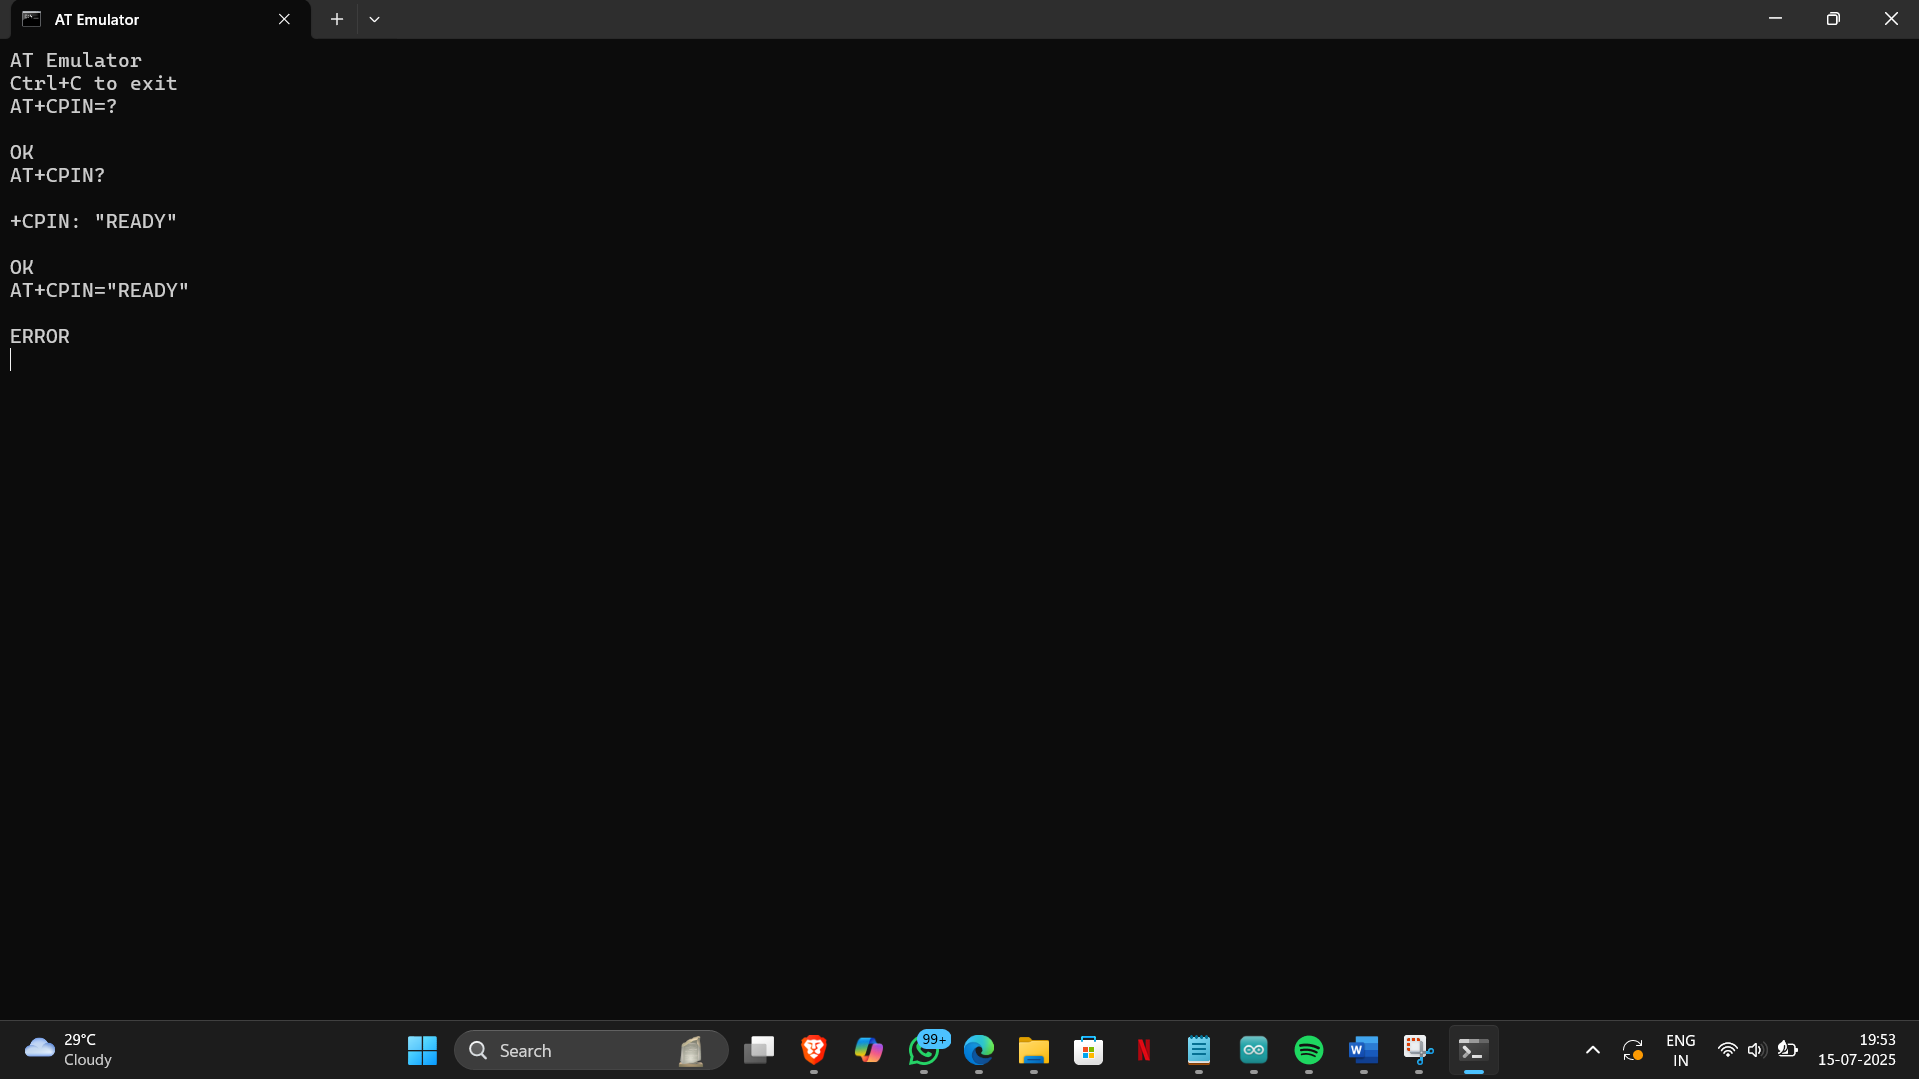 AT Emulator
AT Emulator
Ctrl+C to exit
AT+CPIN=?
OK
AT+CPIN?
+CPIN: "READY"
OK
AT+CPIN="READY"
ERROR
29°C
Cloudy
Search
99+
N
W
ENG
IN
19:53
15-07-2025